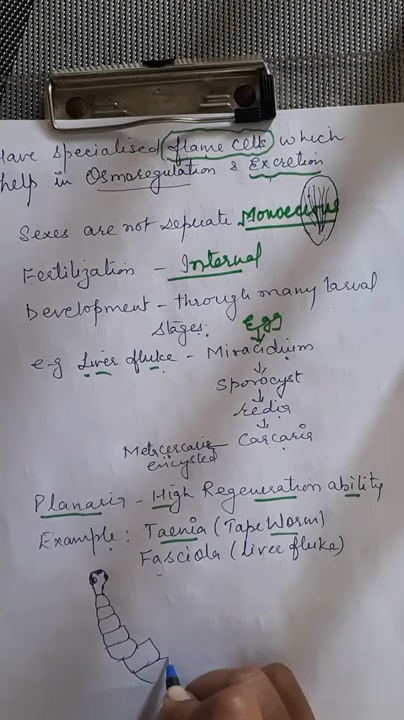 Have specialised flame cells which
help in Osmoregulation & Excretion
Sexes are not sepuate Monoecious
Fertilization - Internal
Development - through many larval
stages:
Egg
e-g Liver fluke - Miracidium
Sporocyst
redia
Metacercaria Carcaria
encysted
Planaria - High Regeneration ability
Example: Taenia (Tape Worm)
Fasciola (liver fluke)